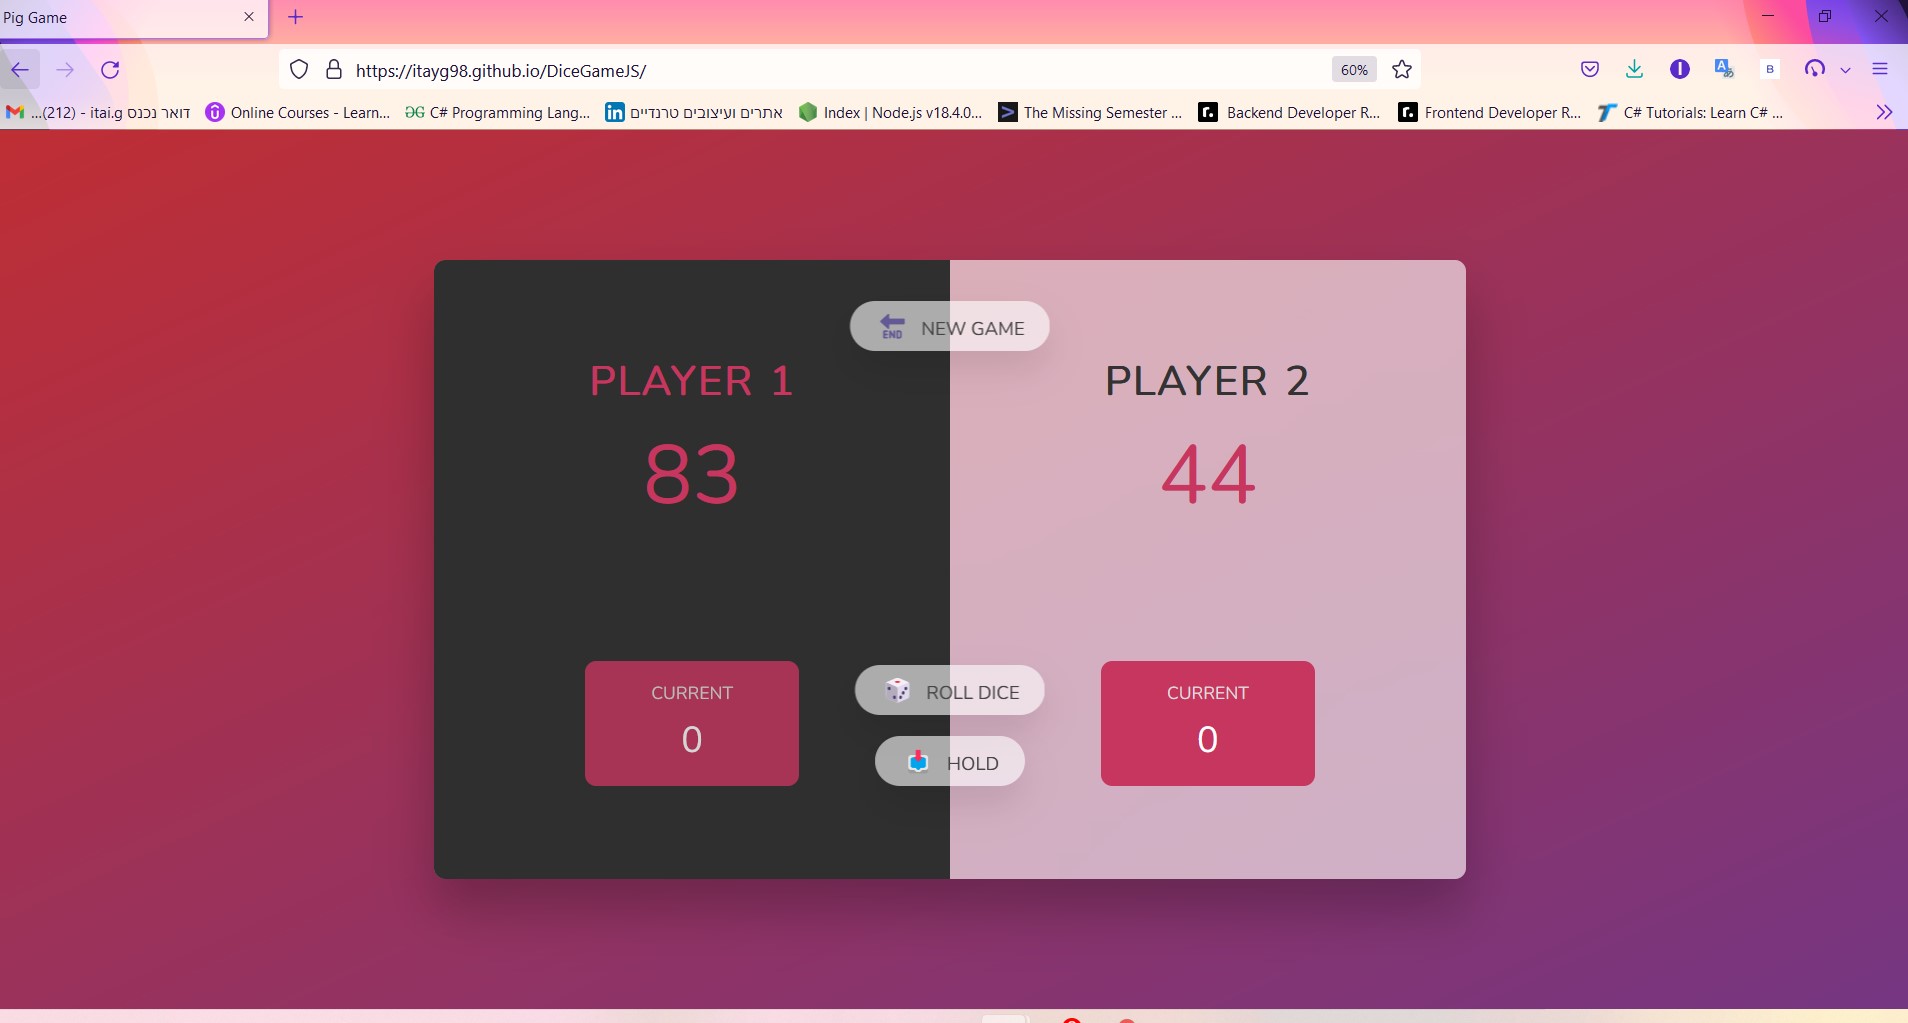 Pig Game
https://itayg98.github.io/DiceGameJS/
60%
דואר נכנס (212) - itai.g...
Online Courses - Learn...
C# Programming Lang...
אתרים ועיצובים טרנדיים
Index | Node.js v18.4.0...
The Missing Semester ...
Backend Developer R...
Frontend Developer R...
C# Tutorials: Learn C# ...
END NEW GAME
PLAYER 1
83
CURRENT
0
PLAYER 2
44
CURRENT
0
ROLL DICE
HOLD